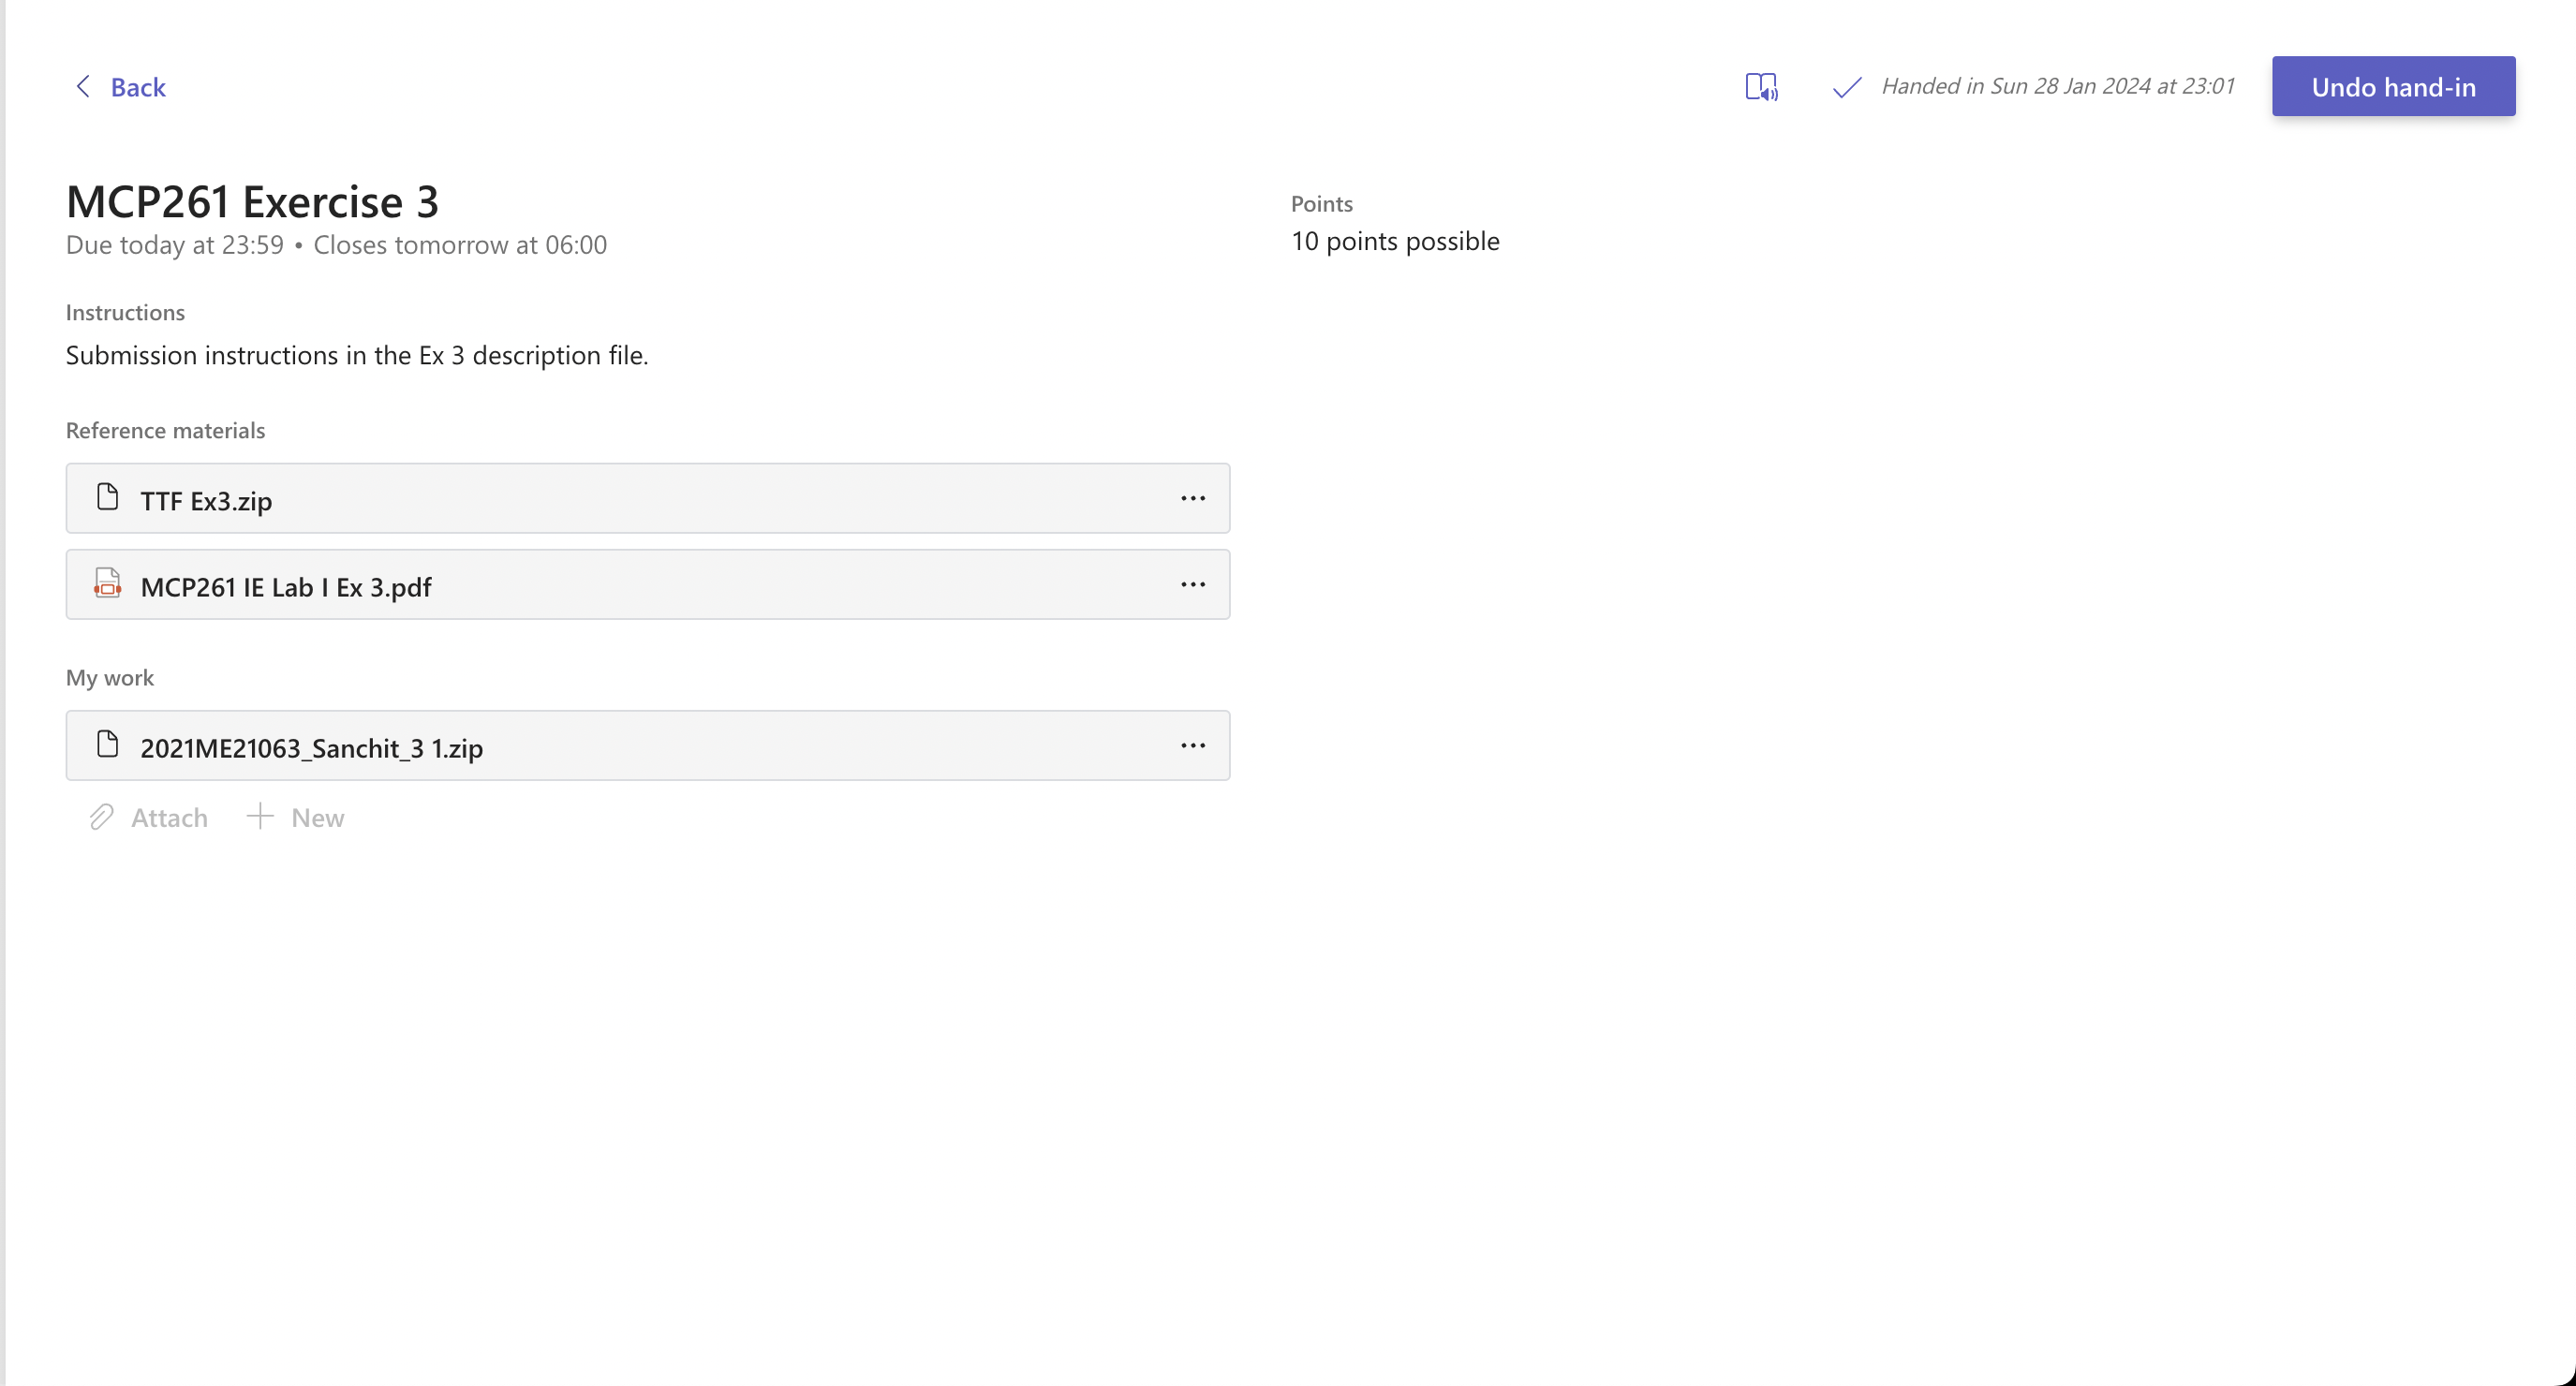 Back
Handed in Sun 28 Jan 2024 at 23:01
Undo hand-in
MCP261 Exercise 3
Due today at 23:59 • Closes tomorrow at 06:00
Points
10 points possible
Instructions
Submission instructions in the Ex 3 description file.
Reference materials
TTF Ex3.zip
MCP261 IE Lab I Ex 3.pdf
My work
2021ME21063_Sanchit_3 1.zip
Attach
New